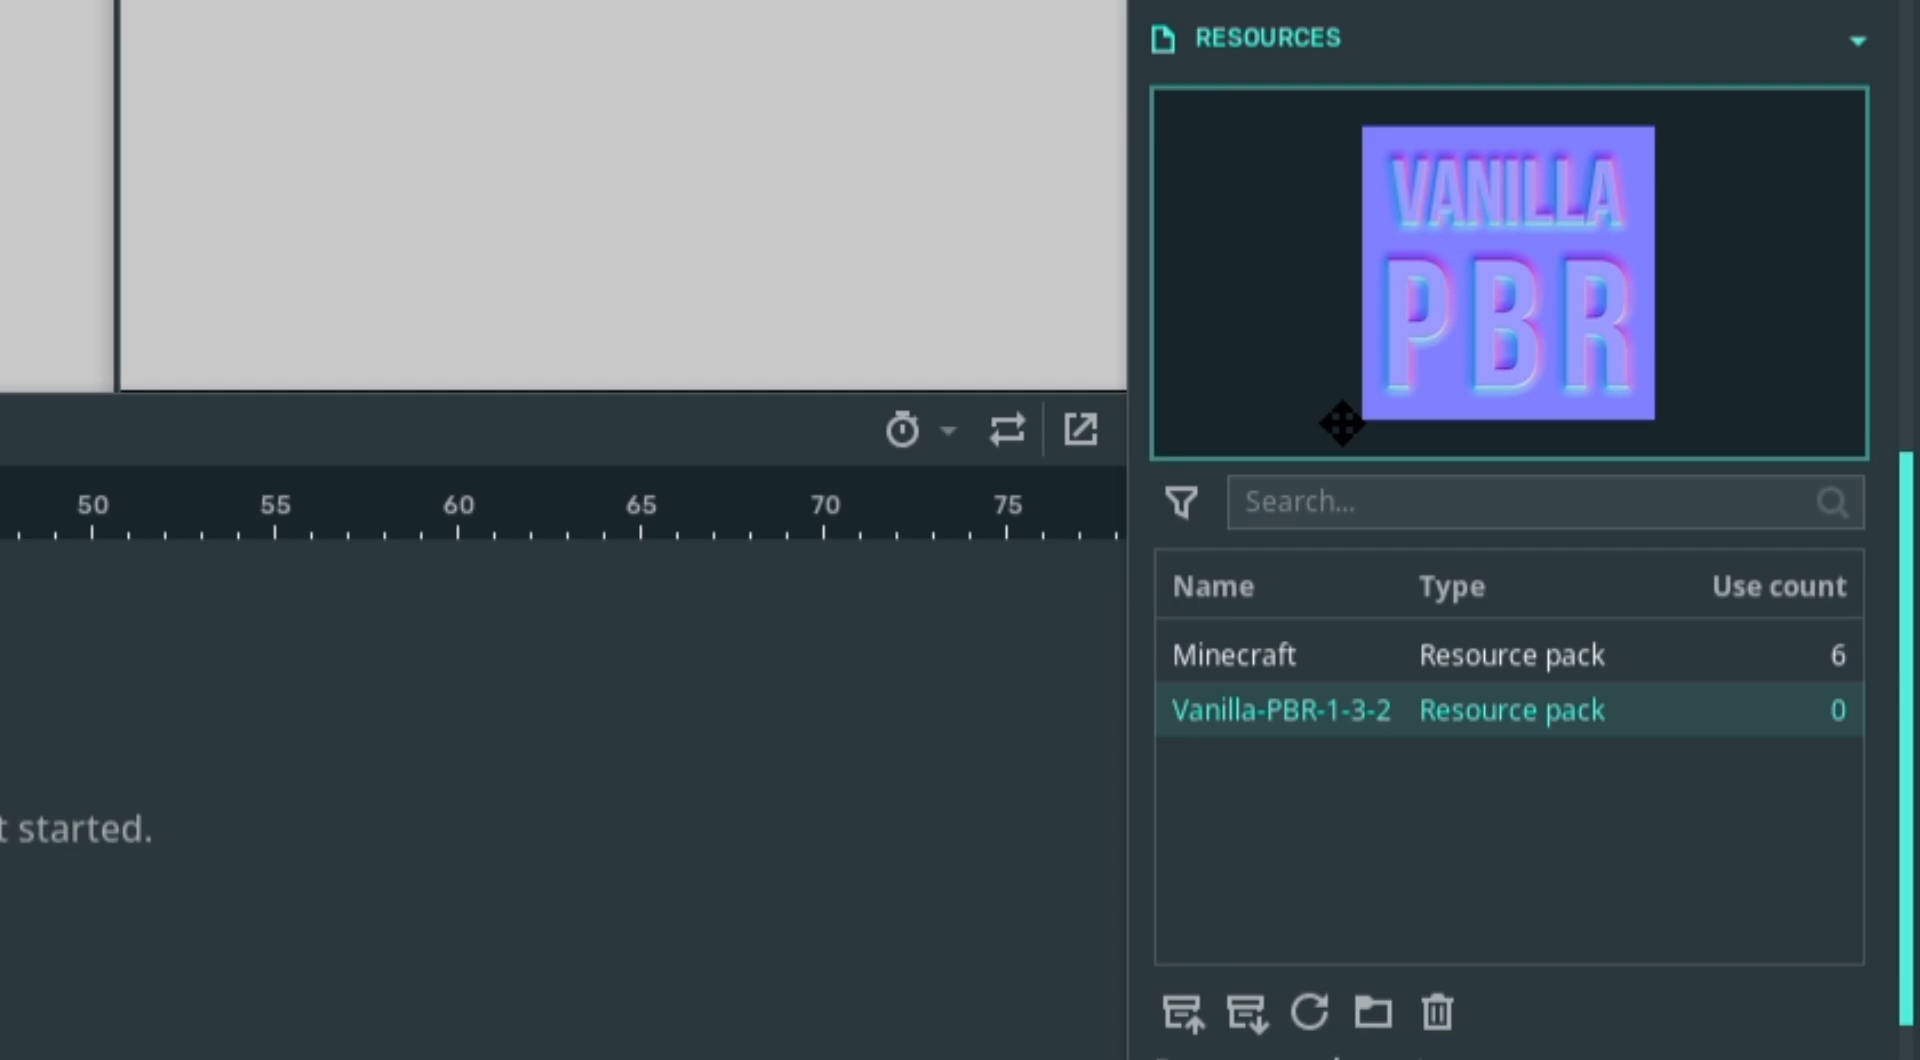 RESOURCES
VANILLA
PBR
Search...
50 55 60 65 70 75
Name Type Use count
Minecraft Resource pack 6
Vanilla-PBR-1-3-2 Resource pack 0
t started.